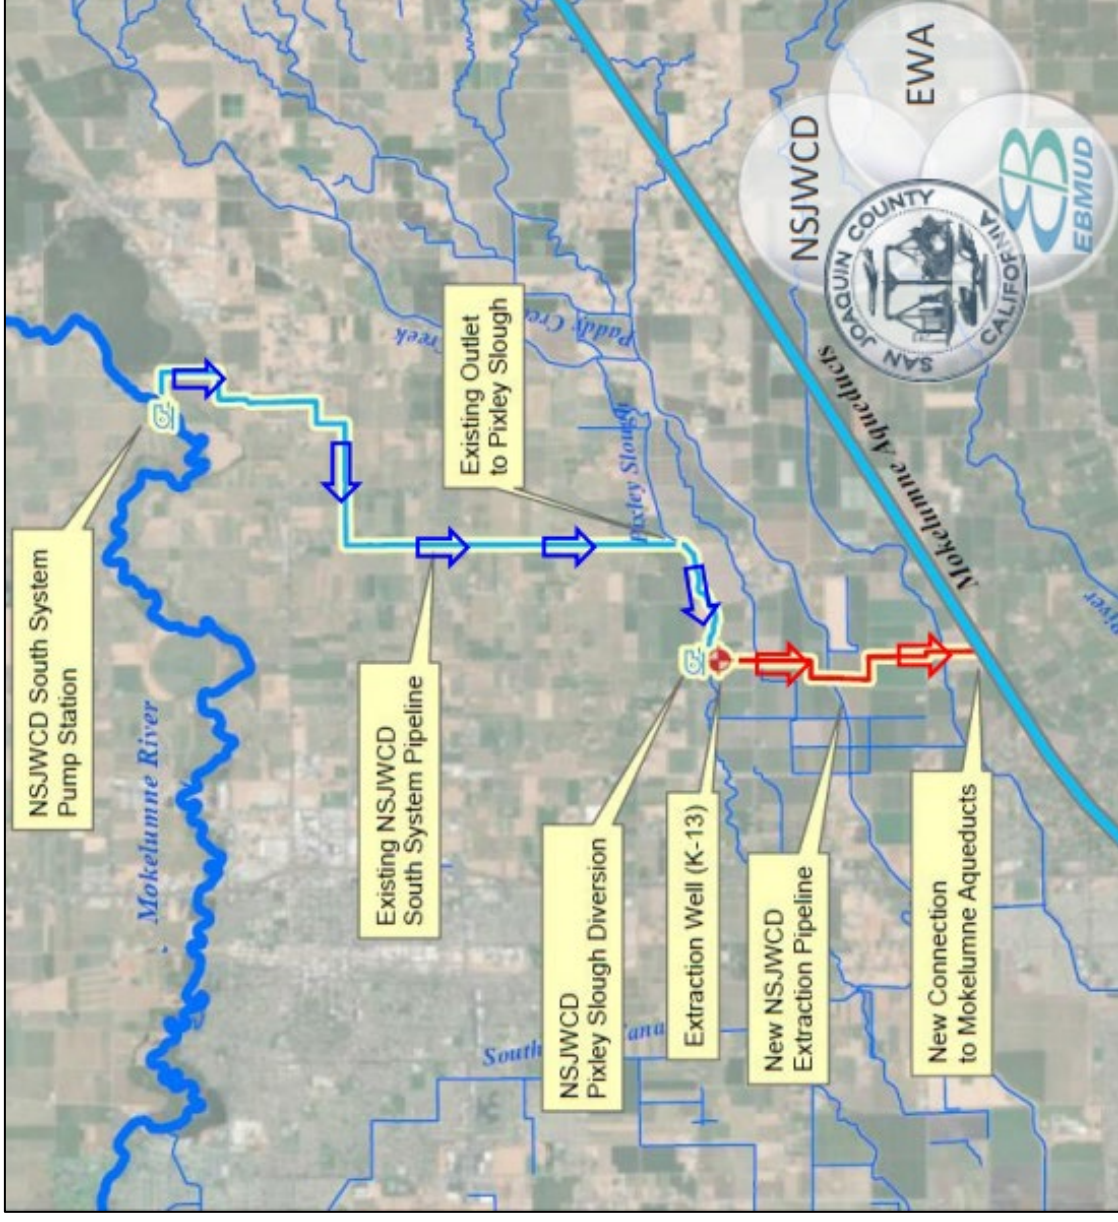 NSJWCD South System
Pump Station
Mokelumne River
Existing NSJWCD
South System Pipeline
Existing Outlet
to Pixley Slough
Pixley Slough
Paddy Cre
reek
NSJWCD
Pixley Slough Diversion
Extraction Well (K-13)
New NSJWCD
Extraction Pipeline
New Connection
to Mokelumne Aqueducts
Mokelumne Aqueducts
South
NSJWCD
EWA
SAN JOAQUIN COUNTY
CALIFORNIA
EBMUD